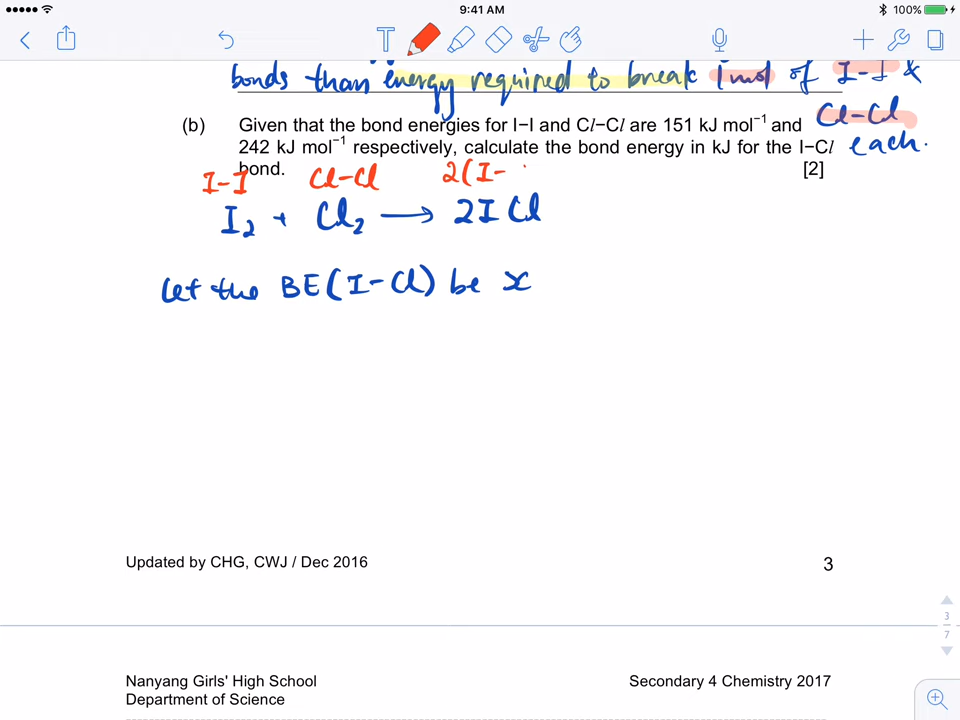 9:41 AM
100%
T
bonds than energy required to break 1 mol of I-I &
Cl-Cl
each.
(b) Given that the bond energies for I−I and Cl−Cl are 151 kJ mol⁻¹ and
242 kJ mol⁻¹ respectively, calculate the bond energy in kJ for the I−Cl
bond. [2]
I-I Cl-Cl 2(I-
I₂ + Cl₂ → 2ICl
Let the BE(I-Cl) be x
Updated by CHG, CWJ / Dec 2016 3
3
7
Nanyang Girls' High School Secondary 4 Chemistry 2017
Department of Science